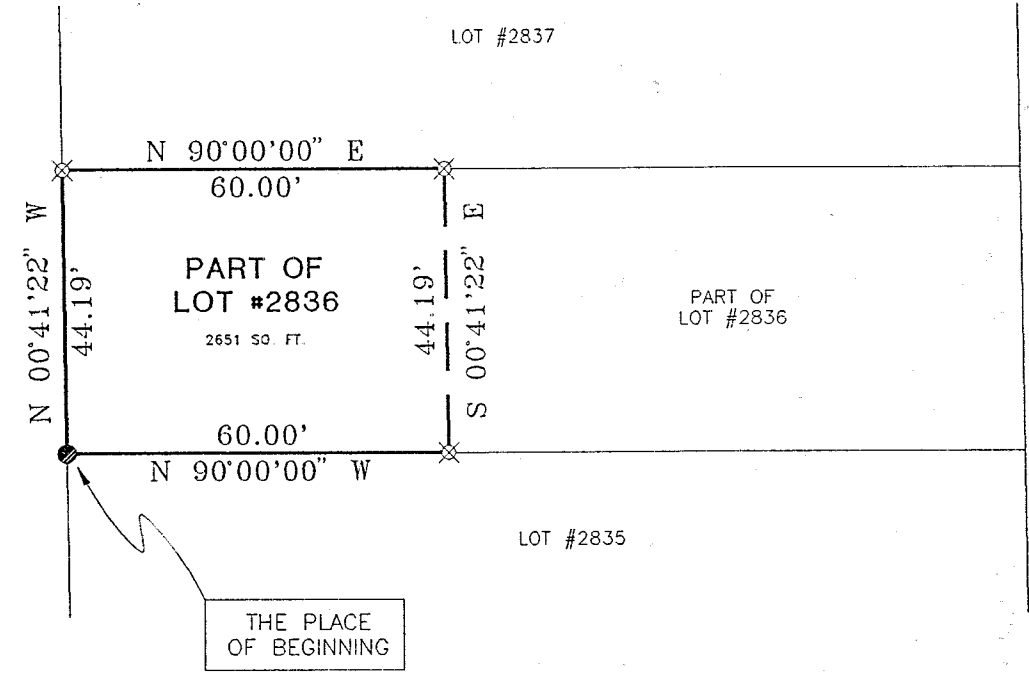 LOT #2837
N 90°00'00" E
60.00'
N 00°41'22" W
44.19'
PART OF
LOT #2836
2651 SQ. FT.
44.19'
S 00°41'22" E
PART OF
LOT #2836
60.00'
N 90°00'00" W
LOT #2835
THE PLACE
OF BEGINNING